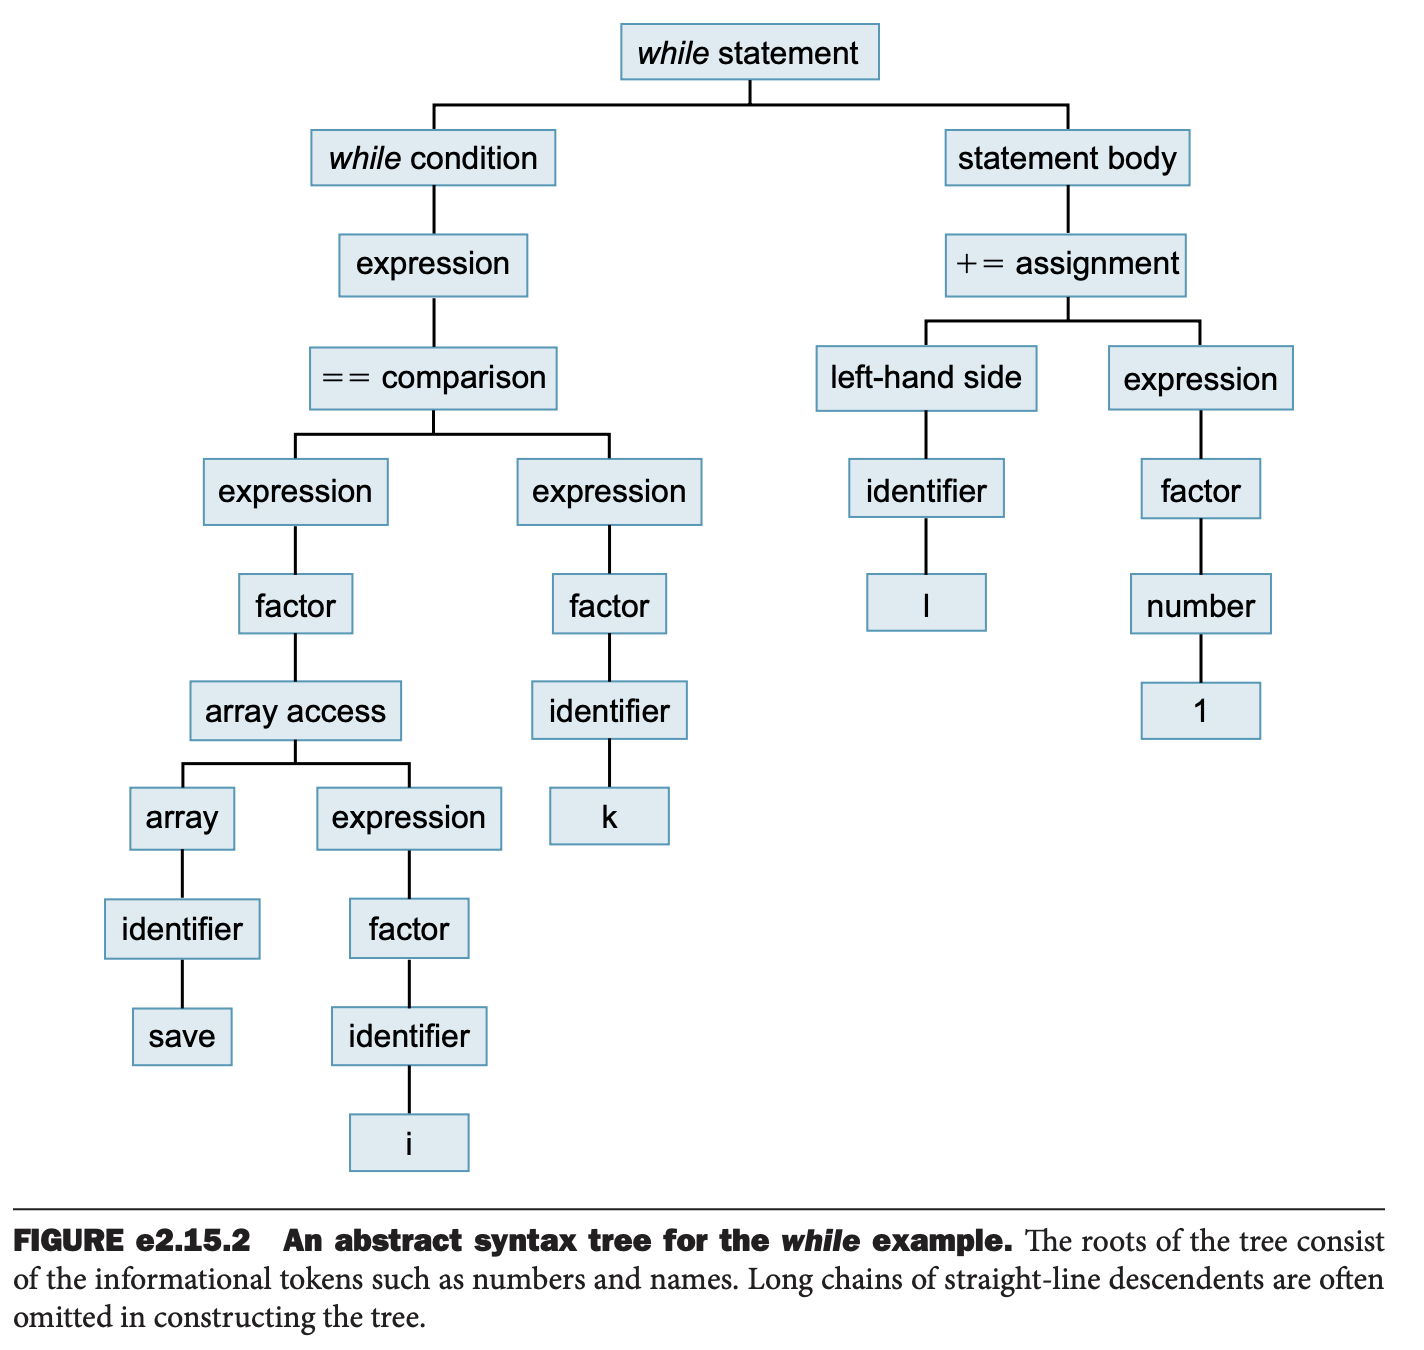 while statement
while condition
statement body
expression
+= assignment
== comparison
left-hand side
expression
expression
expression
identifier
factor
factor
factor
I
number
array access
identifier
1
array
expression
k
identifier
factor
save
identifier
i
FIGURE e2.15.2 An abstract syntax tree for the while example. The roots of the tree consist
of the informational tokens such as numbers and names. Long chains of straight-line descendents are often
omitted in constructing the tree.